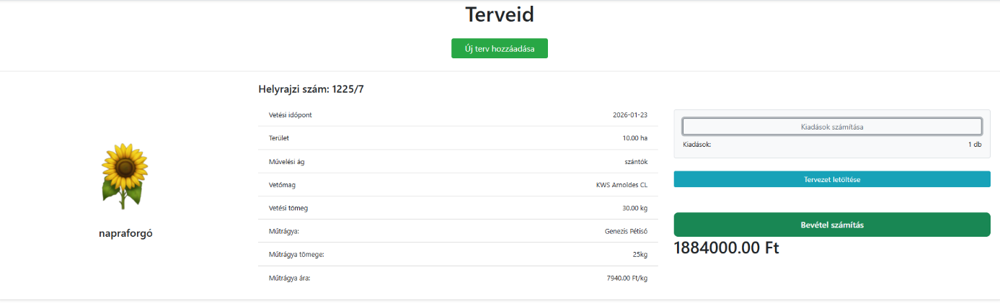 Terveid
Új terv hozzáadása
Helyrajzi szám: 1225/7
Vetési időpont 2026-01-23
Terület 10.00 ha
Művelési ág szántók
Vetőmag KWS Arnoldes CL
Vetési tömeg 30.00 kg
Műtrágya: Genezis Pétisó
Műtrágya tömege: 25kg
Műtrágya ára: 7940.00 Ft/kg
napraforgó
Kiadások számítása
Kiadások: 1 db
Tervezet letöltése
Bevétel számítás
1884000.00 Ft